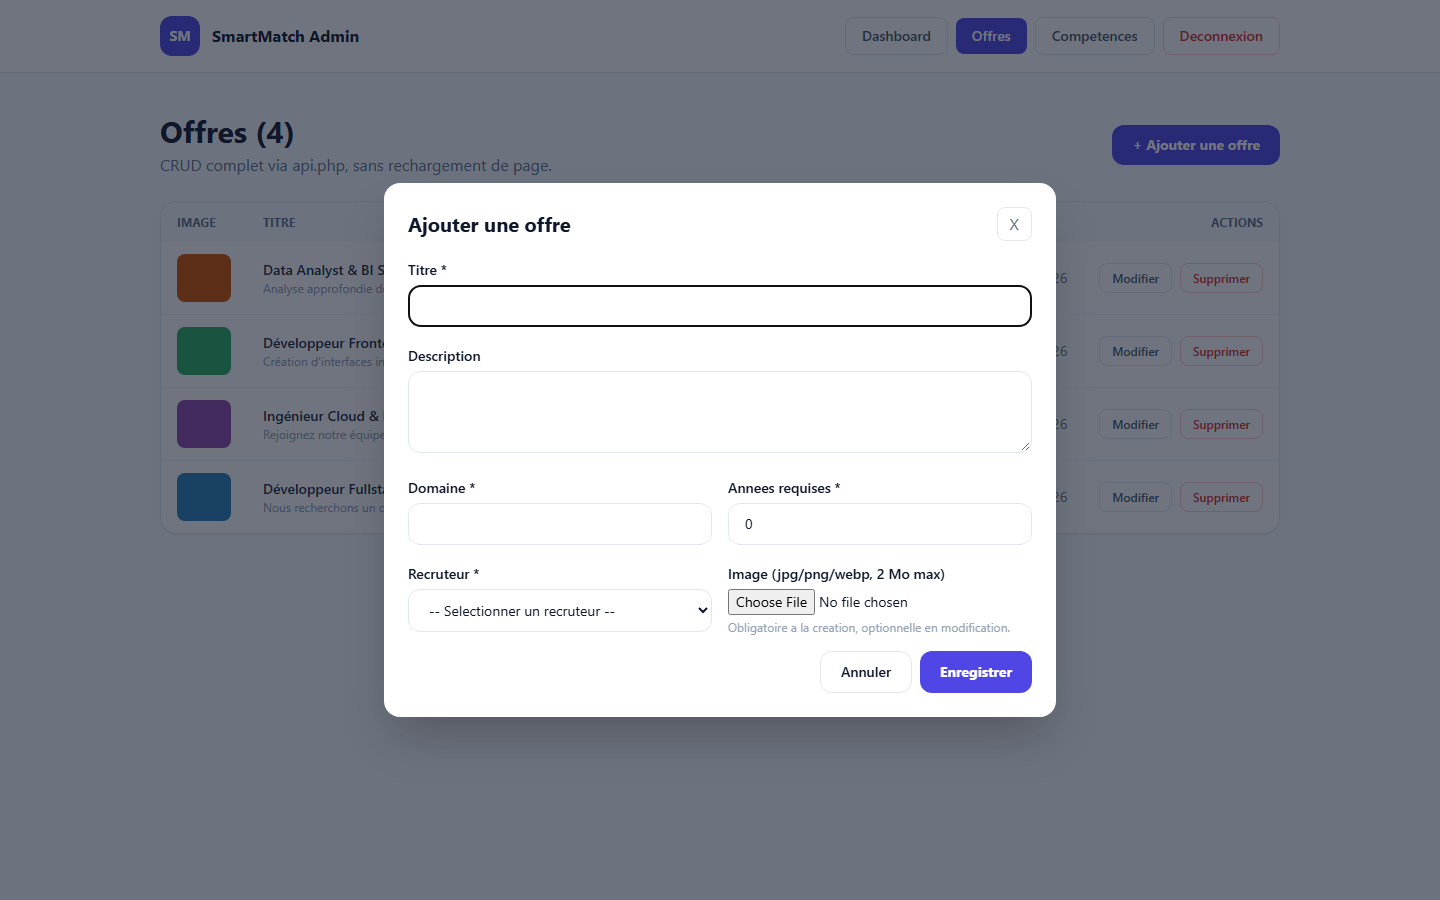 SM SmartMatch Admin Dashboard Offres Competences Deconnexion
Offres (4)
CRUD complet via api.php, sans rechargement de page.
+ Ajouter une offre
IMAGE TITRE ACTIONS
Data Analyst & BI
Analyse approfondie
26 Modifier Supprimer
Développeur
Création d'interfaces
26 Modifier Supprimer
Ingénieur Cloud &
Rejoignez notre équipe
26 Modifier Supprimer
Développeur
Nous recherchons un
26 Modifier Supprimer
Ajouter une offre X
Titre *
Description
Domaine * Annees requises *
0
Recruteur * Image (jpg/png/webp, 2 Mo max)
-- Selectionner un recruteur -- Choose File No file chosen
Obligatoire a la creation, optionnelle en modification.
Annuler Enregistrer